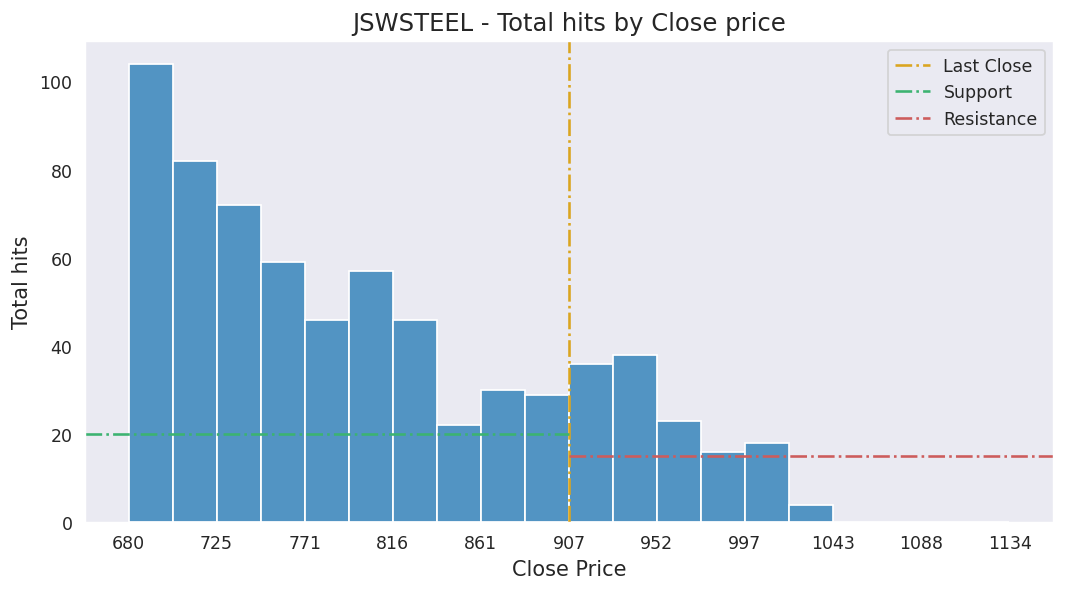 JSWSTEEL - Total hits by Close price
Last Close
Support
Resistance
Total hits
100
80
60
40
20
0
680 725 771 816 861 907 952 997 1043 1088 1134
Close Price